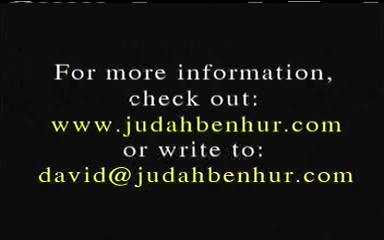 For more information,
check out:
www.judahbenhur.com
or write to:
david@judahbenhur.com